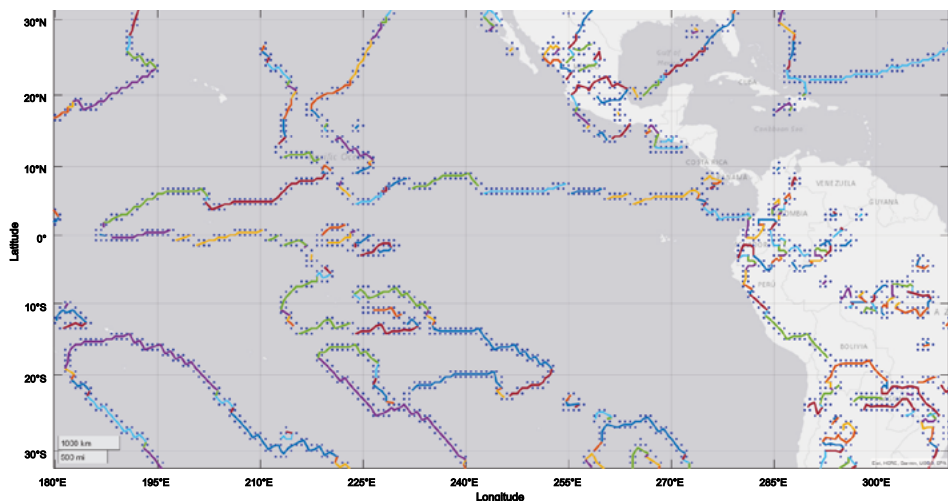 30°N
20°N
10°N
0°
10°S
20°S
30°S
Latitude
COSTA RICA
VENEZUELA
GUYANA
PERU
BOLIVIA
Caribbean Sea
1000 km
500 mi
180°E 195°E 210°E 225°E 240°E 255°E 270°E 285°E 300°E
Longitude